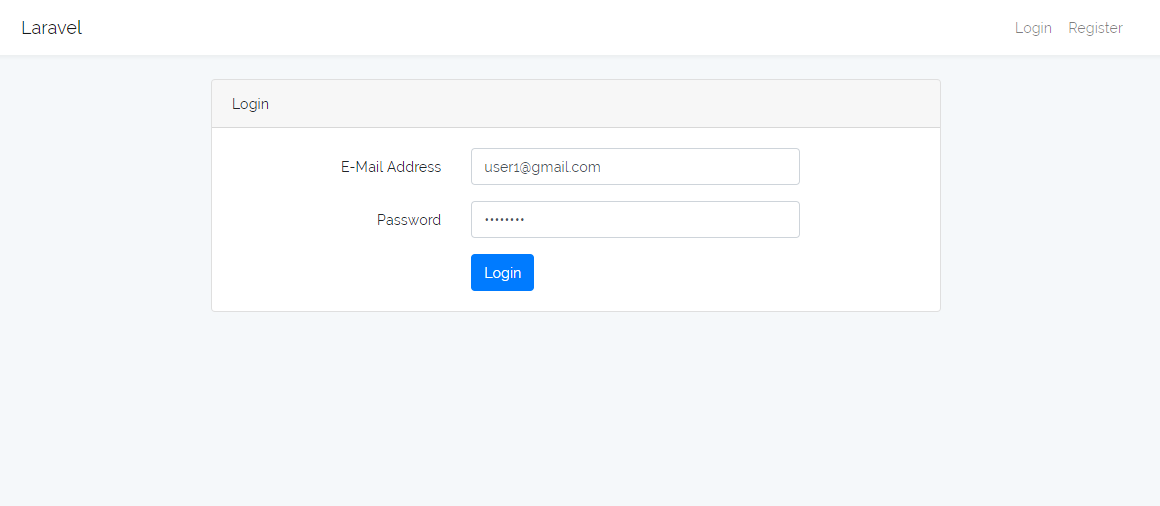 Laravel Login Register
Login
E-Mail Address user1@gmail.com
Password ••••••••
Login